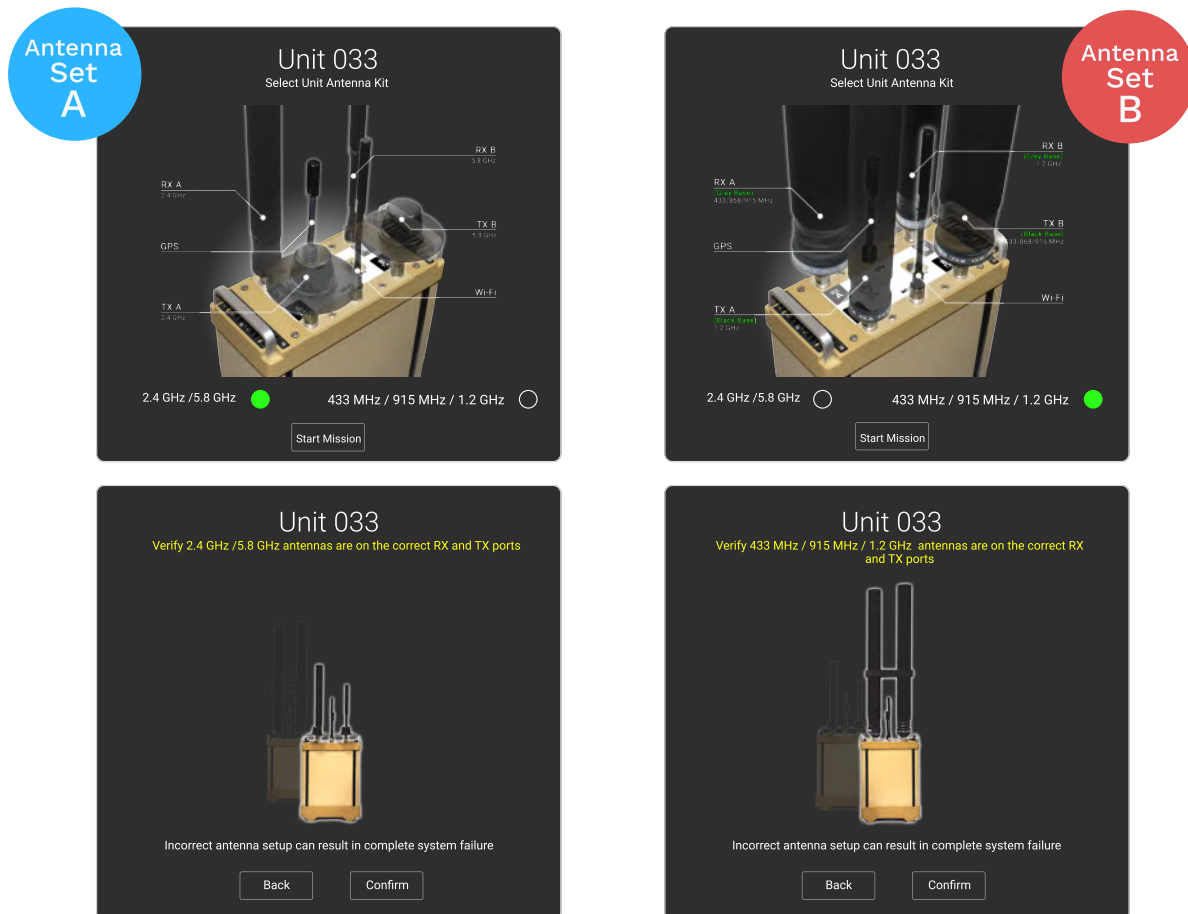 Antenna
Set
A
Unit 033
Select Unit Antenna Kit
RX B
5.8 GHz
RX A
2.4 GHz
TX B
5.8 GHz
GPS
Wi-Fi
TX A
2.4 GHz
2.4 GHz /5.8 GHz
433 MHz / 915 MHz / 1.2 GHz
Start Mission
Antenna
Set
B
Unit 033
Select Unit Antenna Kit
RX B
(Grey Base)
1.2 GHz
RX A
(Grey Base)
433/868/915 MHz
TX B
(Black Base)
433/868/915 MHz
GPS
Wi-Fi
TX A
(Black Base)
1.2 GHz
2.4 GHz /5.8 GHz
433 MHz / 915 MHz / 1.2 GHz
Start Mission
Unit 033
Verify 2.4 GHz /5.8 GHz antennas are on the correct RX and TX ports
Incorrect antenna setup can result in complete system failure
Back
Confirm
Unit 033
Verify 433 MHz / 915 MHz / 1.2 GHz antennas are on the correct RX
and TX ports
Incorrect antenna setup can result in complete system failure
Back
Confirm